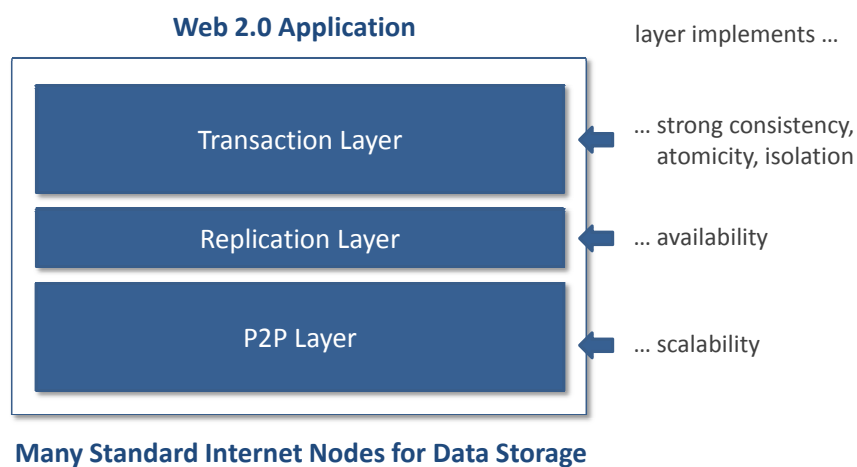 Web 2.0 Application
layer implements …
Transaction Layer
… strong consistency,
atomicity, isolation
Replication Layer
… availability
P2P Layer
… scalability
Many Standard Internet Nodes for Data Storage